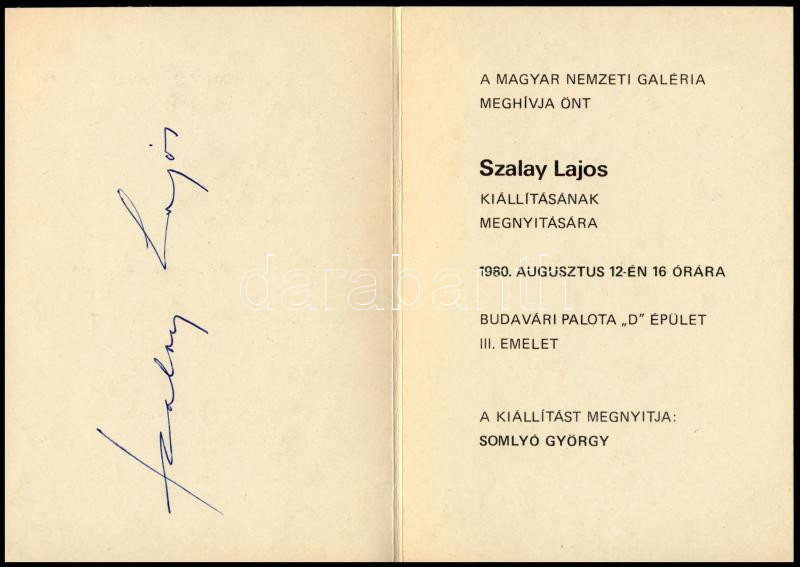 Szalay Lajos
A MAGYAR NEMZETI GALÉRIA
MEGHÍVJA ÖNT
Szalay Lajos
KIÁLLÍTÁSÁNAK
MEGNYITÁSÁRA
1980. AUGUSZTUS 12-ÉN 16 ÓRÁRA
BUDAVÁRI PALOTA „D” ÉPÜLET
III. EMELET
A KIÁLLÍTÁST MEGNYITJA:
SOMLYÓ GYÖRGY
darabanth